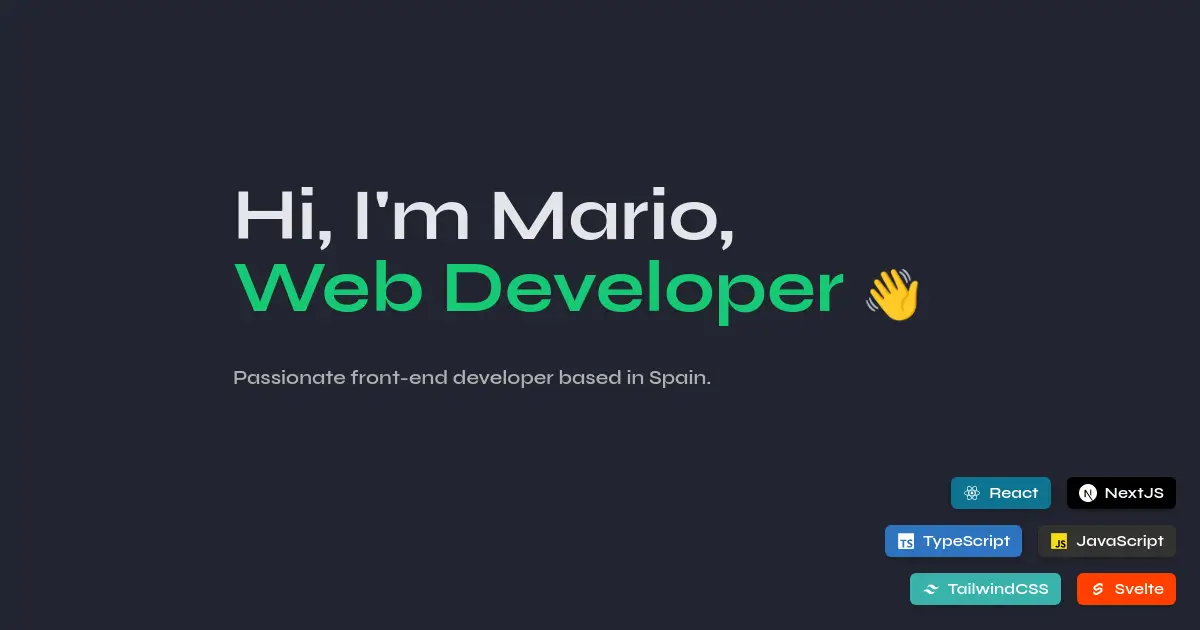 Hi, I'm Mario,
Web Developer 👋
Passionate front-end developer based in Spain.
React NextJS
TS TypeScript JS JavaScript
TailwindCSS Svelte